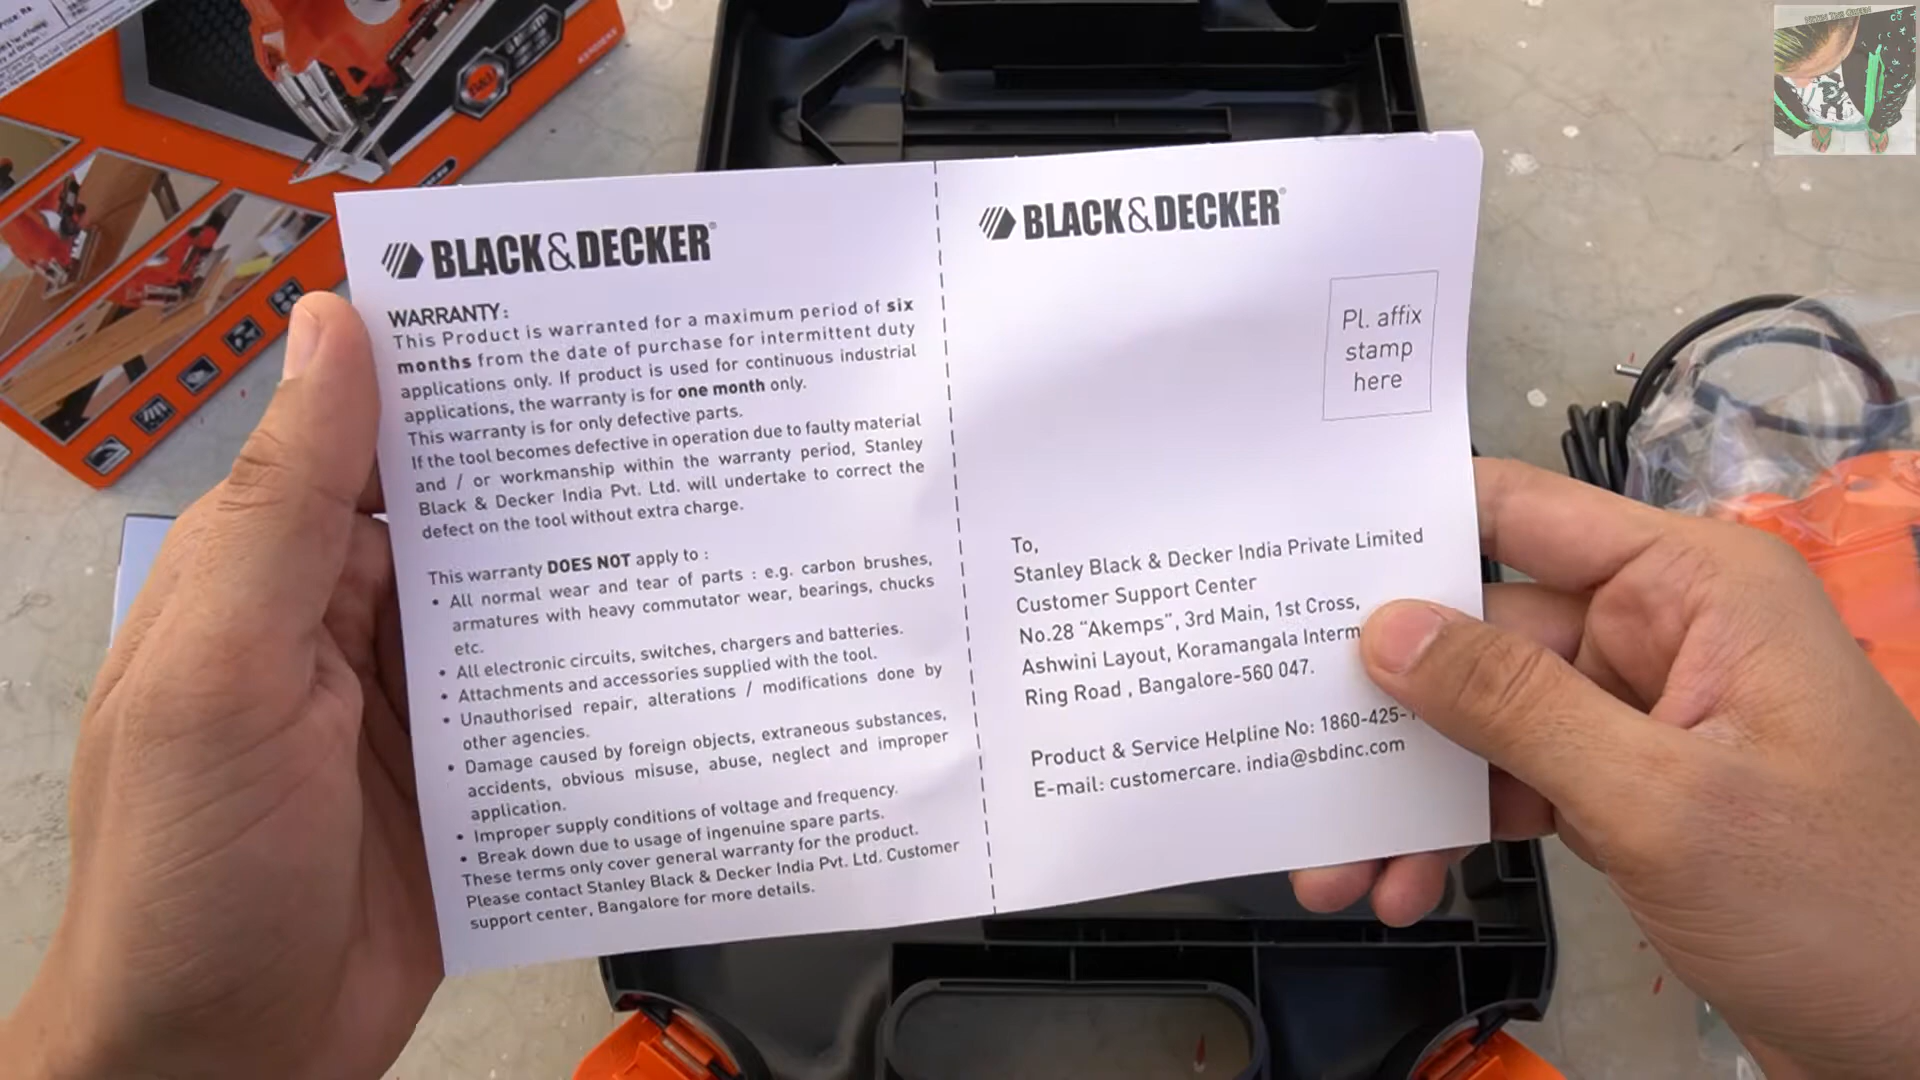 BLACK&DECKER®
WARRANTY:
This Product is warranted for a maximum period of six
months from the date of purchase for intermittent duty
applications only. If product is used for continuous industrial
applications, the warranty is for one month only.
This warranty is for only defective parts.
If the tool becomes defective in operation due to faulty material
and / or workmanship within the warranty period, Stanley
Black & Decker India Pvt. Ltd. will undertake to correct the
defect on the tool without extra charge.
This warranty DOES NOT apply to :
• All normal wear and tear of parts : e.g. carbon brushes,
armatures with heavy commutator wear, bearings, chucks
etc.
• All electronic circuits, switches, chargers and batteries.
• Attachments and accessories supplied with the tool.
• Unauthorised repair, alterations / modifications done by
other agencies.
• Damage caused by foreign objects, extraneous substances,
accidents, obvious misuse, abuse, neglect and improper
application.
• Improper supply conditions of voltage and frequency.
• Break down due to usage of ingenuine spare parts.
These terms only cover general warranty for the product.
Please contact Stanley Black & Decker India Pvt. Ltd. Customer
support center, Bangalore for more details.
BLACK&DECKER®
Pl. affix
stamp
here
To,
Stanley Black & Decker India Private Limited
Customer Support Center
No.28 "Akemps", 3rd Main, 1st Cross,
Ashwini Layout, Koramangala Interm
Ring Road , Bangalore-560 047.
Product & Service Helpline No: 1860-425-
E-mail: customercare. india@sbdinc.com